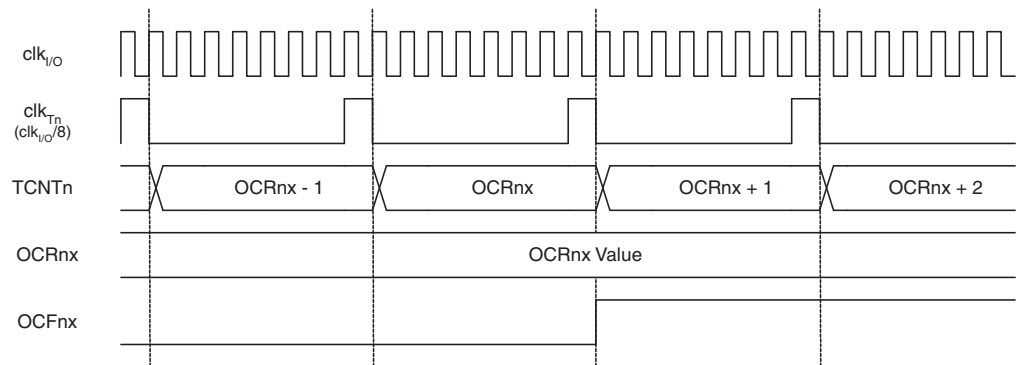 clkI/O
clkTn
(clkI/O/8)
TCNTn OCRnx - 1 OCRnx OCRnx + 1 OCRnx + 2
OCRnx OCRnx Value
OCFnx